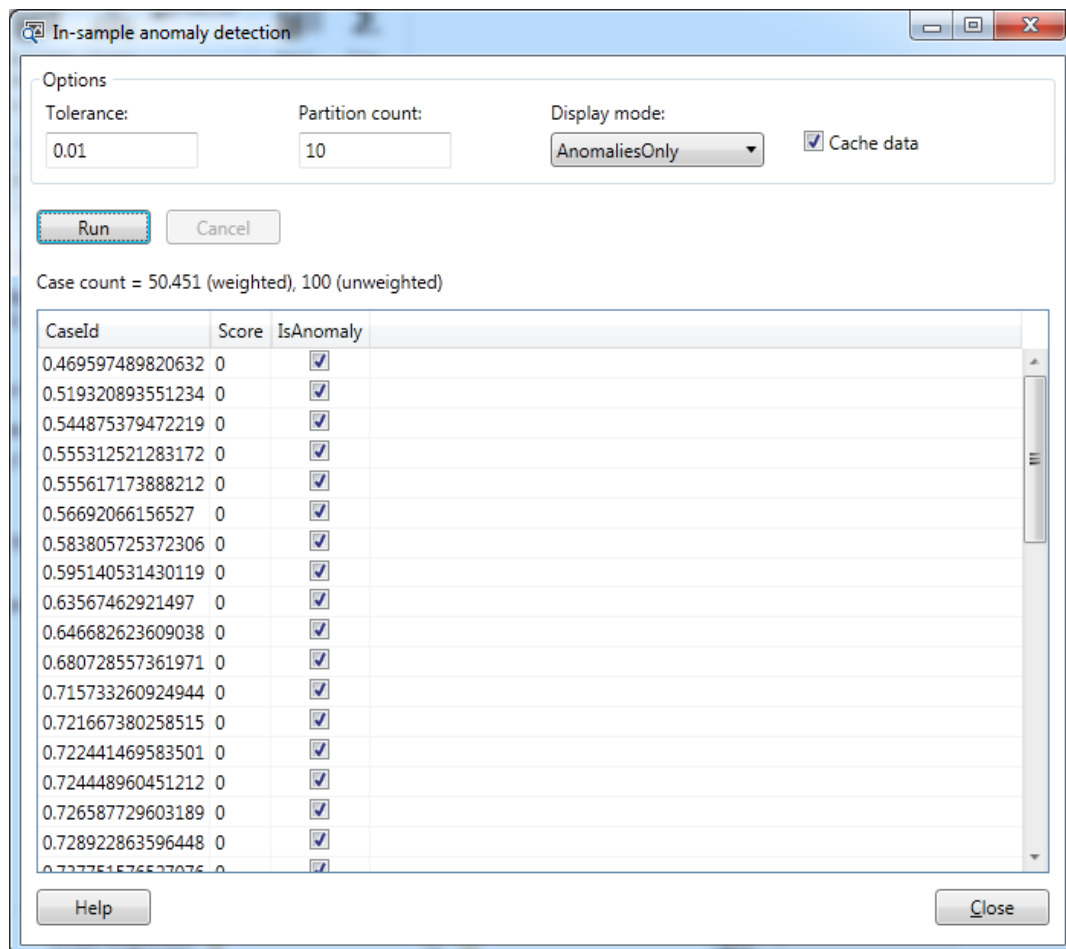 In-sample anomaly detection
Options
Tolerance: Partition count: Display mode:
0.01 10 AnomaliesOnly Cache data
Run Cancel
Case count = 50.451 (weighted), 100 (unweighted)
CaseId Score IsAnomaly
0.469597489820632 0
0.519320893551234 0
0.544875379472219 0
0.555312521283172 0
0.555617173888212 0
0.56692066156527 0
0.583805725372306 0
0.595140531430119 0
0.63567462921497 0
0.646682623609038 0
0.680728557361971 0
0.715733260924944 0
0.721667380258515 0
0.722441469583501 0
0.724448960451212 0
0.726587729603189 0
0.728922863596448 0
Help Close